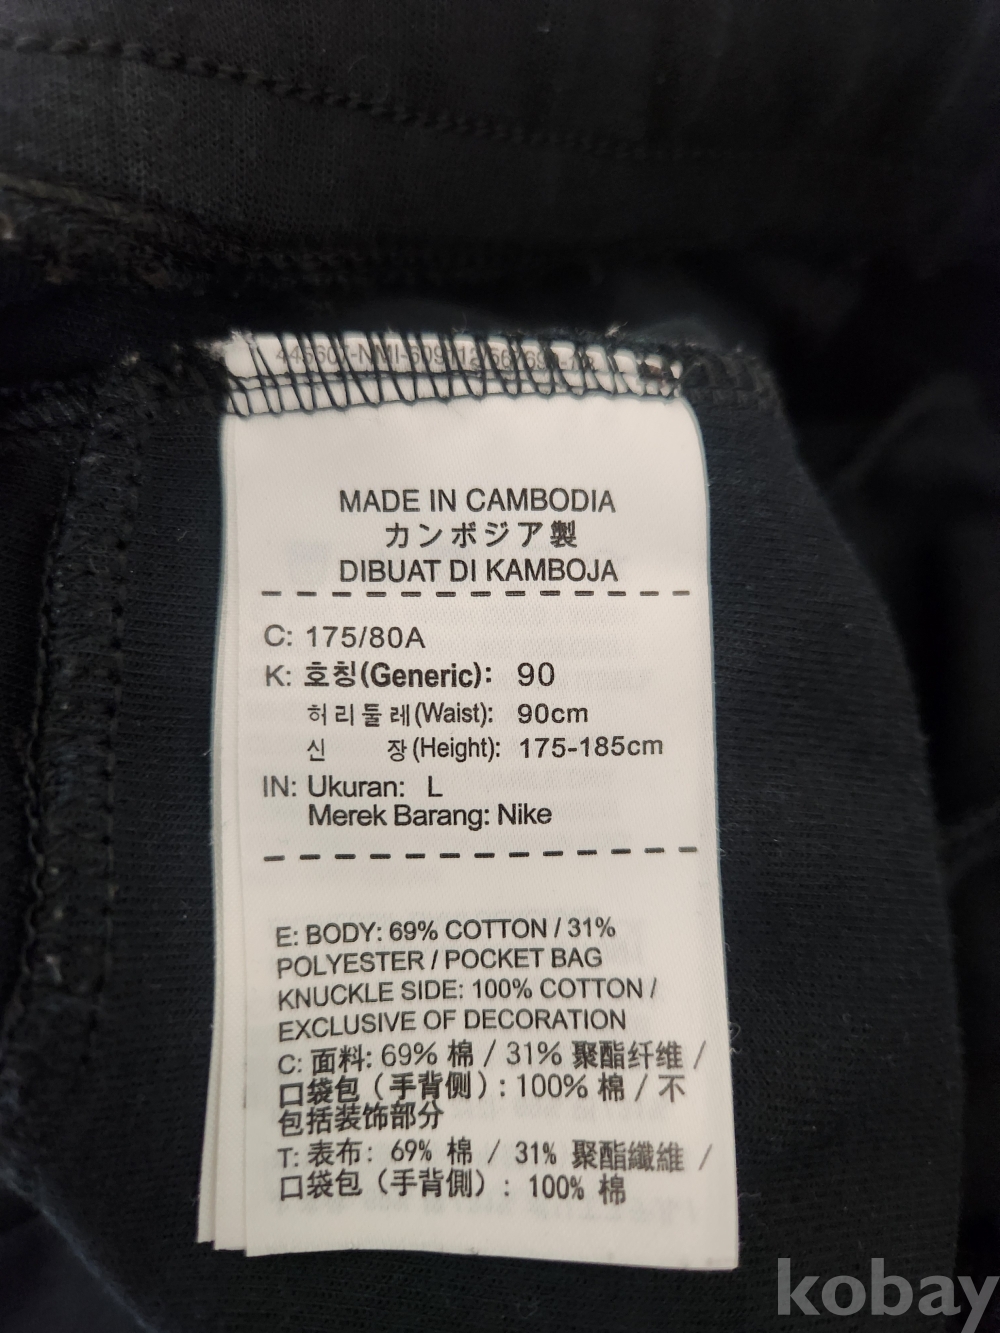 MADE IN CAMBODIA
カンボジア製
DIBUAT DI KAMBOJA
C: 175/80A
K: 호칭(Generic): 90
허리둘레(Waist): 90cm
신 장(Height): 175-185cm
IN: Ukuran: L
Merek Barang: Nike
E: BODY: 69% COTTON / 31%
POLYESTER / POCKET BAG
KNUCKLE SIDE: 100% COTTON /
EXCLUSIVE OF DECORATION
C: 面料: 69% 棉 / 31% 聚酯纤维 /
口袋包（手背侧）: 100% 棉 / 不
包括装饰部分
T: 表布: 69% 棉 / 31% 聚酯纖維 /
口袋包（手背側）: 100% 棉
kobay